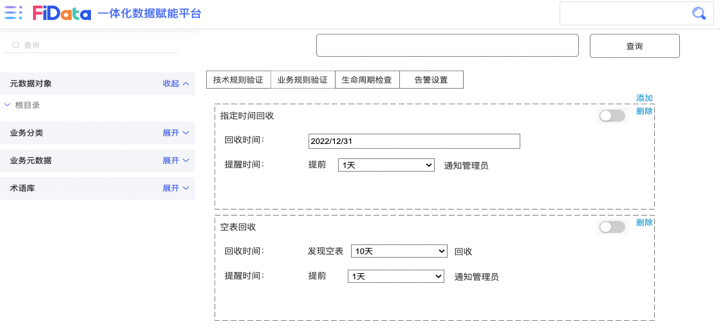 FiData 一体化数据赋能平台
查询
查询
元数据对象 收起
根目录
业务分类 展开
业务元数据 展开
术语库 展开
技术规则验证 业务规则验证 生命周期检查 告警设置
添加
指定时间回收 删除
回收时间： 2022/12/31
提醒时间： 提前 1天 通知管理员
空表回收 删除
回收时间： 发现空表 10天 回收
提醒时间： 提前 1天 通知管理员